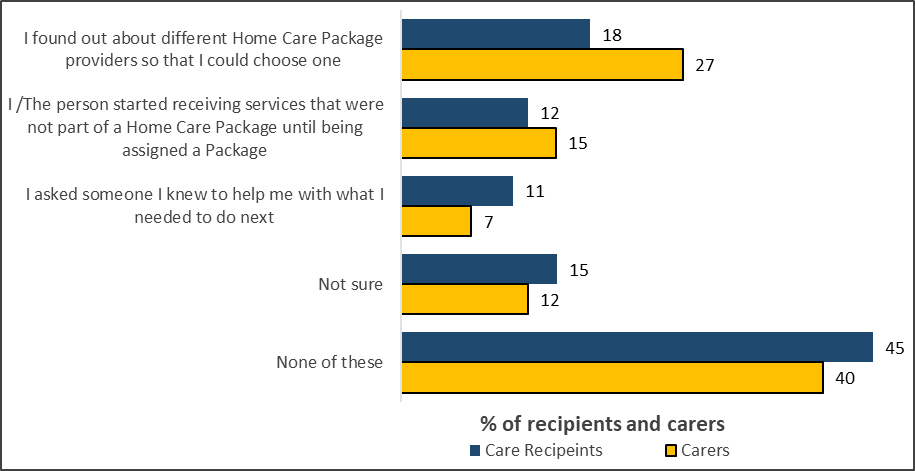 I found out about different Home Care Package
providers so that I could choose one
18
27
I /The person started receiving services that were
not part of a Home Care Package until being
assigned a Package
12
15
I asked someone I knew to help me with what I
needed to do next
11
7
Not sure
15
12
None of these
45
40
% of recipients and carers
Care Recipeints
Carers